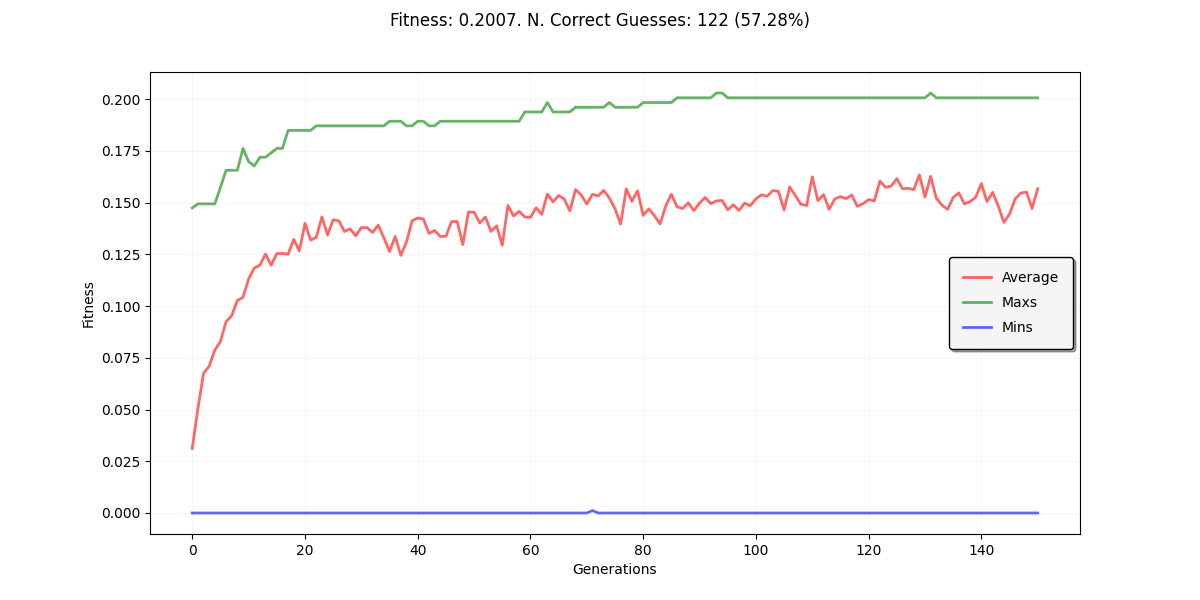 Fitness: 0.2007. N. Correct Guesses: 122 (57.28%)
0.200
0.175
0.150
0.125
0.100
0.075
0.050
0.025
0.000
Fitness
Average
Maxs
Mins
0 20 40 60 80 100 120 140
Generations